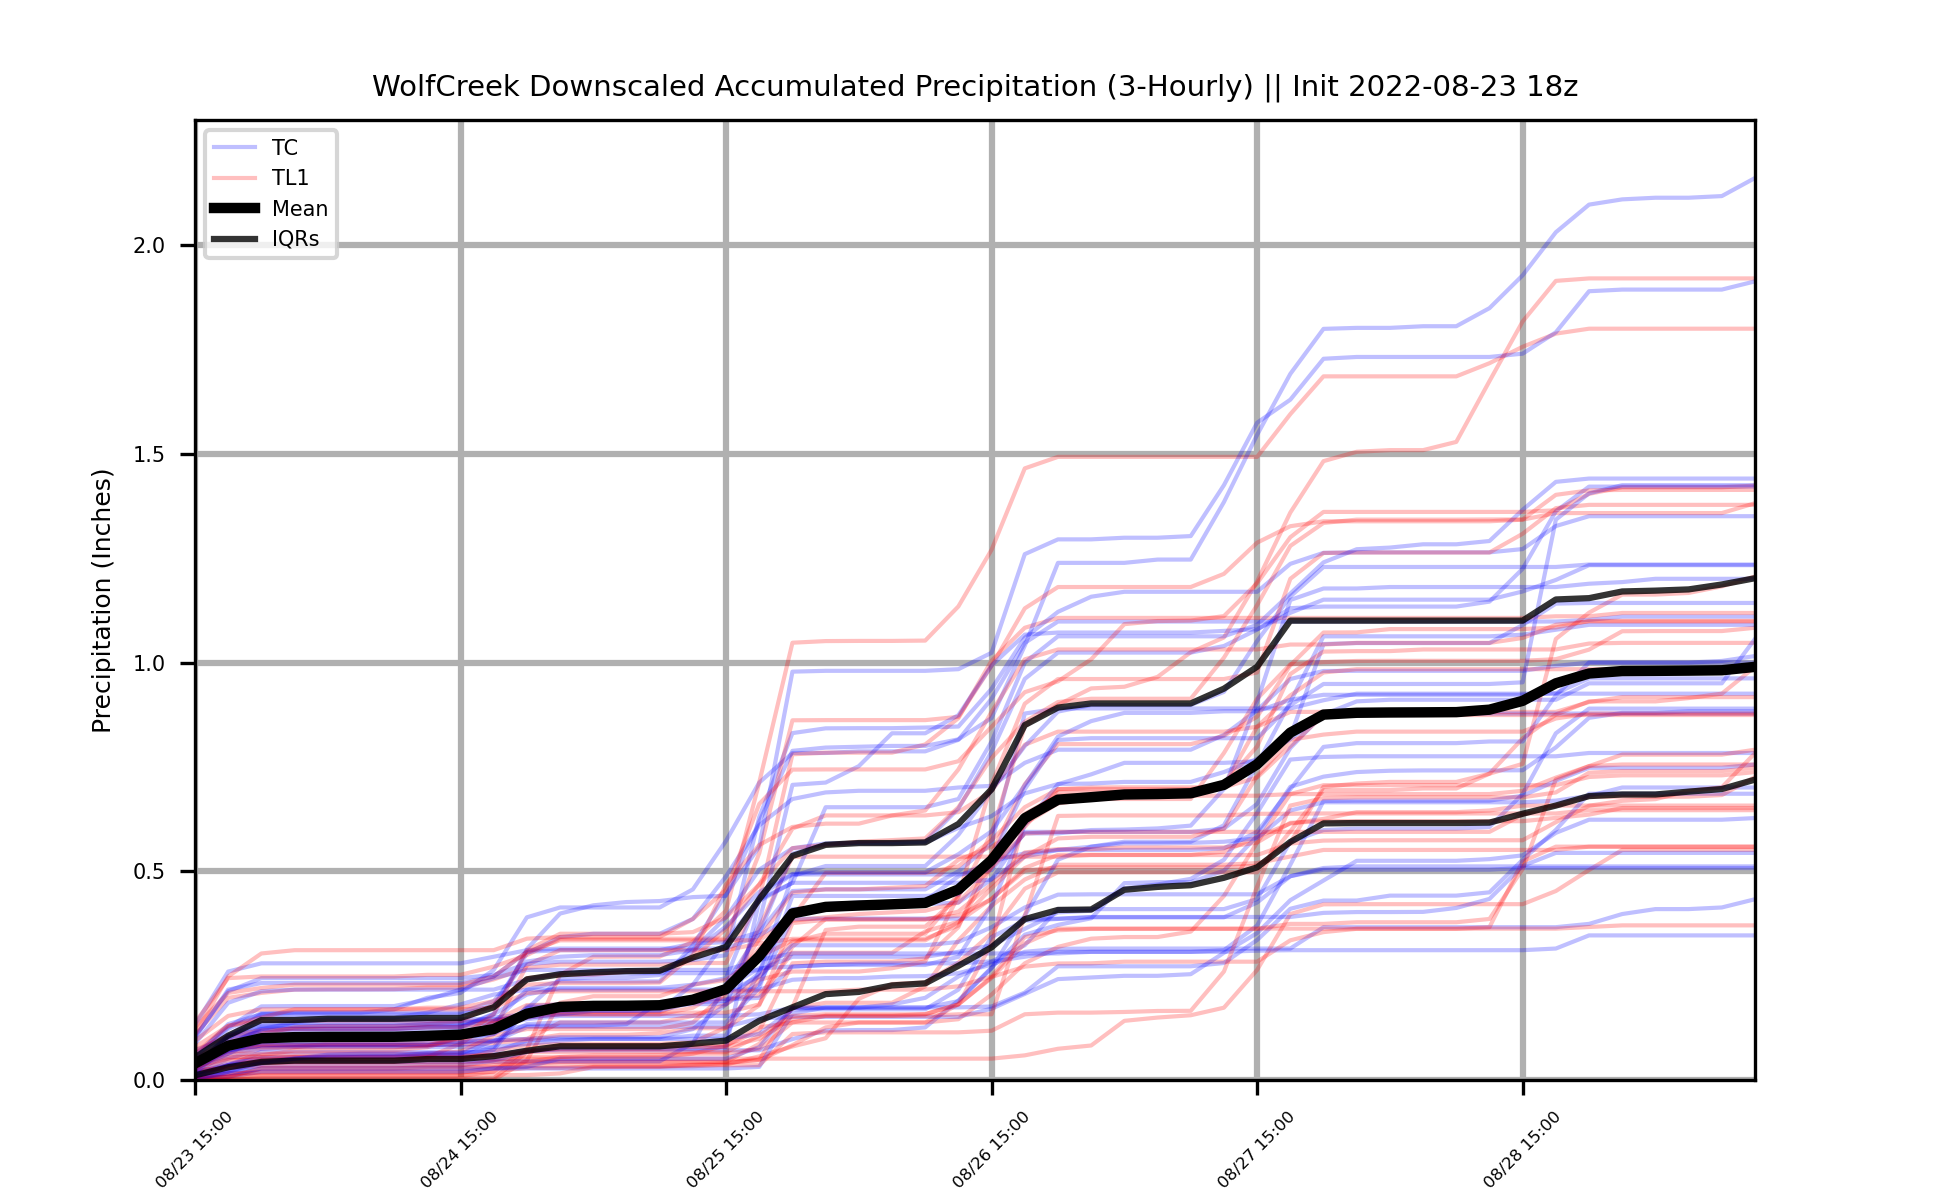 WolfCreek Downscaled Accumulated Precipitation (3-Hourly) || Init 2022-08-23 18z
TC
TL1
Mean
IQRs
Precipitation (Inches)
2.0
1.5
1.0
0.5
0.0
08/23 15:00
08/24 15:00
08/25 15:00
08/26 15:00
08/27 15:00
08/28 15:00